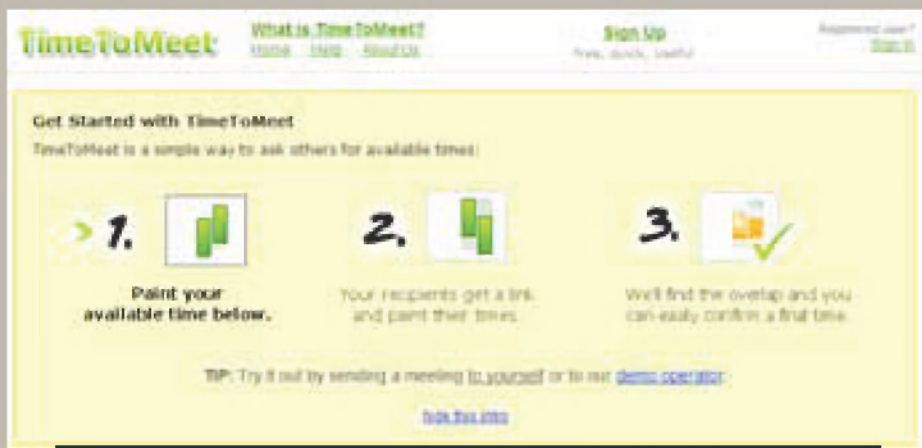 TimeToMeet
What is TimeToMeet?
Home Help About Us
Sign Up
free, quick, useful
Registered user?
Sign In
Get Started with TimeToMeet
TimeToMeet is a simple way to ask others for available times:
1.
Paint your
available time below.
2.
Your recipients get a link
and paint their times.
3.
We'll find the overlap and you
can easily confirm a final time.
TIP: Try it out by sending a meeting to yourself or to our demo operator.
hide this intro